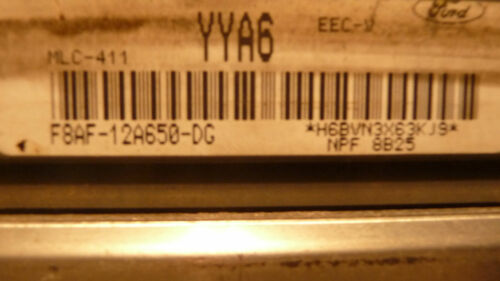 YYA6 EEC-V Ford
MLC-411
F8AF-12A650-DG *H6BVN3X63KJ9*
NPF 8B25